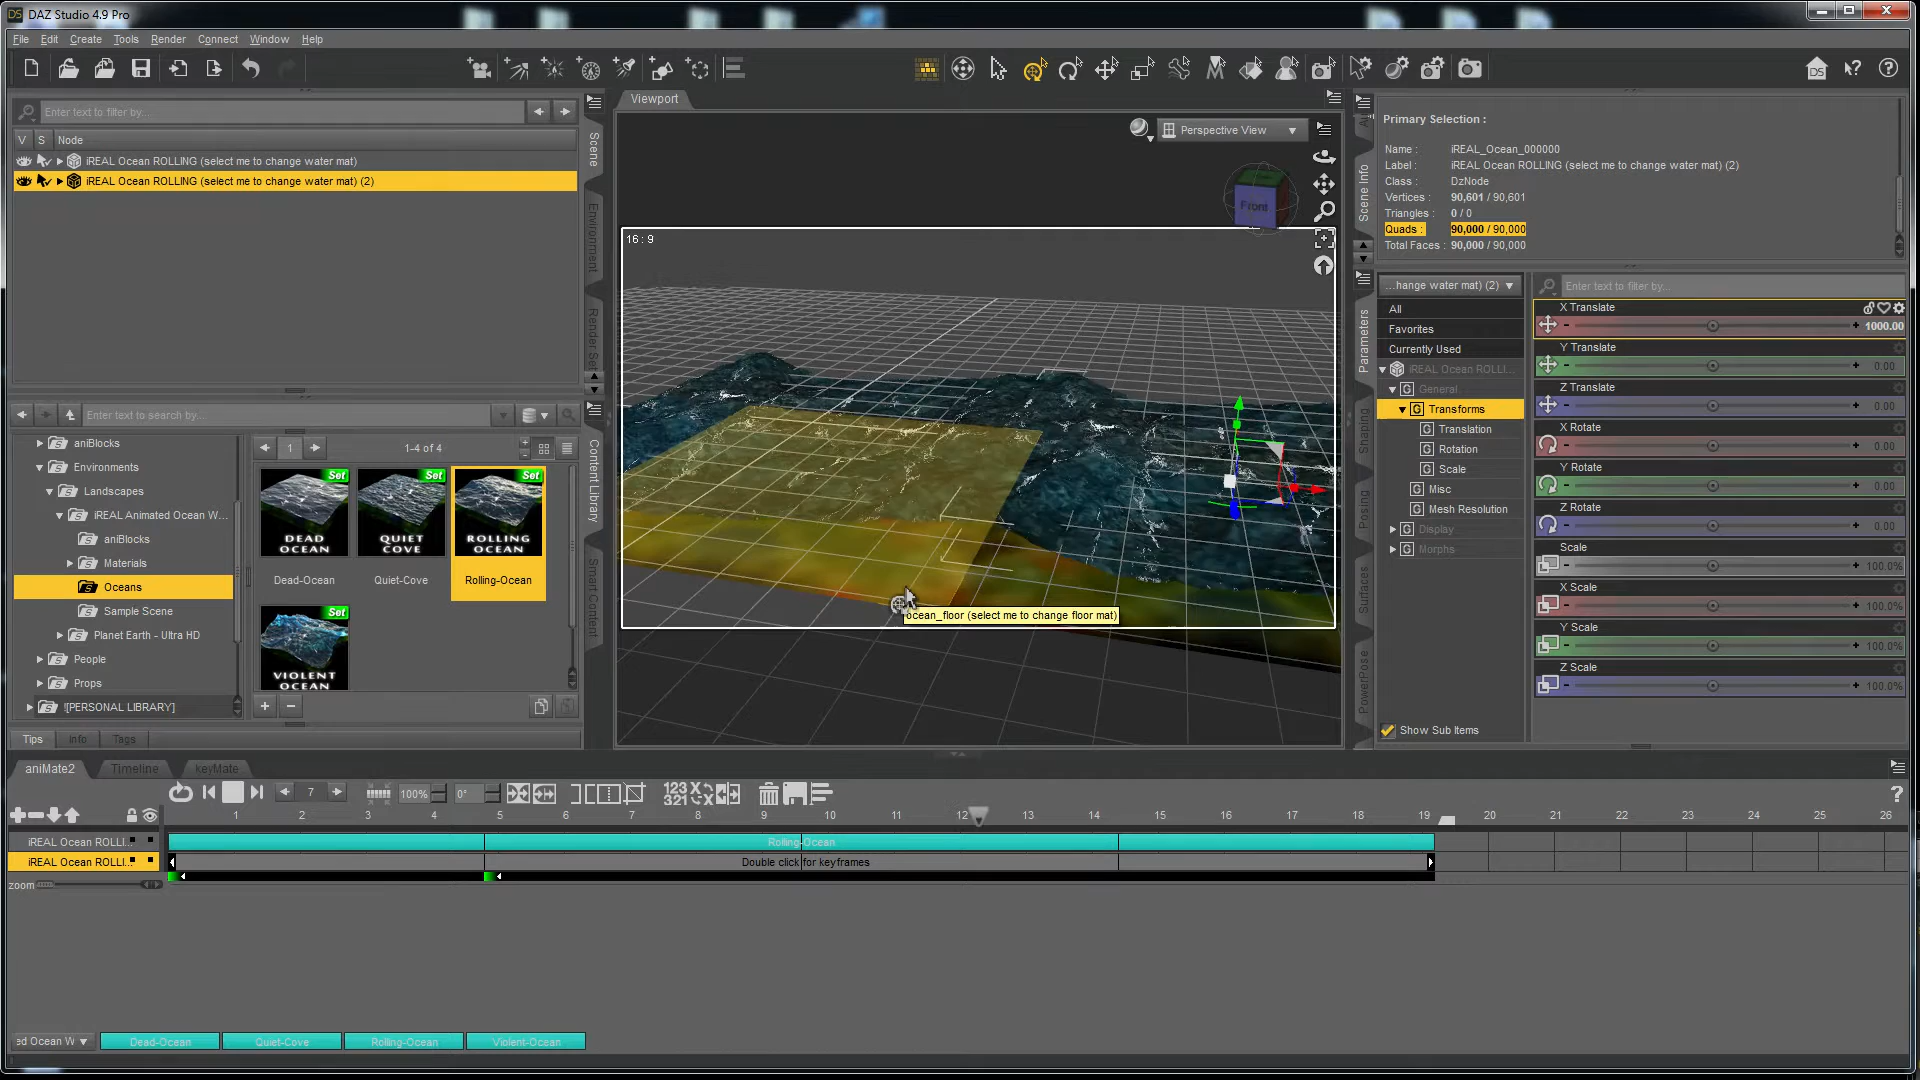 DAZ Studio 4.9 Pro
File Edit Create Tools Render Connect Window Help
Enter text to filter by...
V S Node
iREAL Ocean ROLLING (select me to change water mat)
iREAL Ocean ROLLING (select me to change water mat) (2)
Scene
Environment
Render Set
Enter text to search by...
aniBlocks
Environments
Landscapes
iREAL Animated Ocean W...
aniBlocks
Materials
Oceans
Sample Scene
Planet Earth - Ultra HD
People
Props
![PERSONAL LIBRARY]
1
1-4 of 4
Set
DEAD OCEAN
Dead-Ocean
Set
QUIET COVE
Quiet-Cove
Set
ROLLING OCEAN
Rolling-Ocean
Set
VIOLENT OCEAN
Content Library
Smart Content
Tips Info Tags
Viewport
Perspective View
Front
16 : 9
ocean_floor (select me to change floor mat)
Scene Info
Primary Selection :
Name : iREAL_Ocean_000000
Label : iREAL Ocean ROLLING (select me to change water mat) (2)
Class : DzNode
Vertices : 90,601 / 90,601
Triangles : 0 / 0
Quads : 90,000 / 90,000
Total Faces : 90,000 / 90,000
Parameters
Shaping
Posing
Surfaces
PowerPose
...hange water mat) (2)
All
Favorites
Currently Used
iREAL Ocean ROLLI...
General
Transforms
Translation
Rotation
Scale
Misc
Mesh Resolution
Display
Morphs
Show Sub Items
Enter text to filter by...
X Translate
1000.00
Y Translate
0.00
Z Translate
0.00
X Rotate
0.00
Y Rotate
0.00
Z Rotate
0.00
Scale
100.0%
X Scale
100.0%
Y Scale
100.0%
Z Scale
100.0%
aniMate2 Timeline keyMate
7 100% 0° 123 321
1 2 3 4 5 6 7 8 9 10 11 12 13 14 15 16 17 18 19 20 21 22 23 24 25 26
iREAL Ocean ROLLI... Rolling-Ocean
iREAL Ocean ROLLI... Double click for keyframes
zoom
ed Ocean W Dead-Ocean Quiet-Cove Rolling-Ocean Violent-Ocean